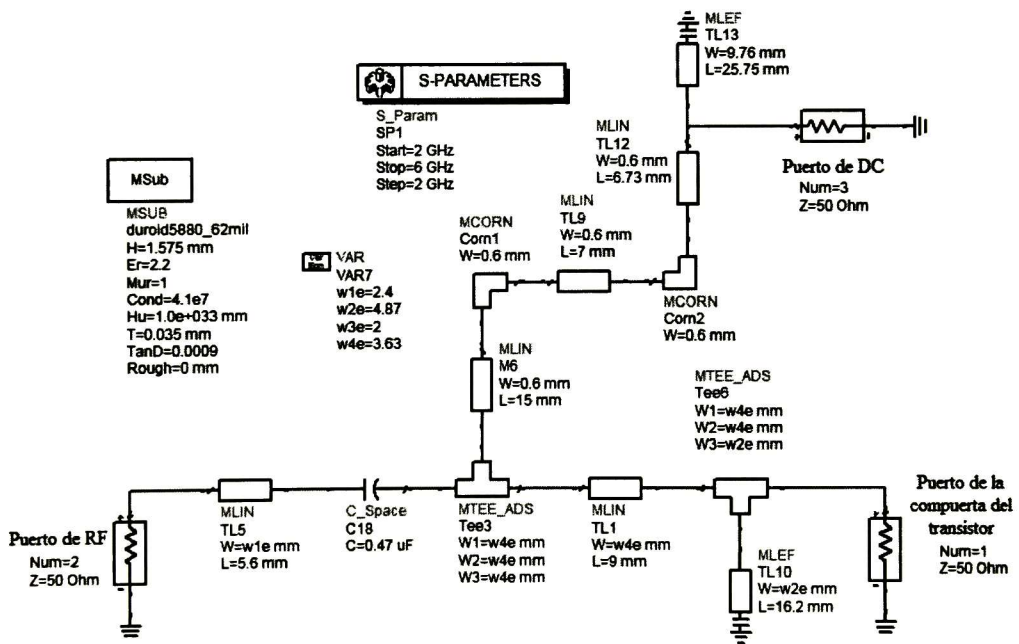 MLEF
TL13
W=9.76 mm
L=25.75 mm
S-PARAMETERS
S_Param
SP1
Start=2 GHz
Stop=6 GHz
Step=2 GHz
MLIN
TL12
W=0.6 mm
L=6.73 mm
Puerto de DC
Num=3
Z=50 Ohm
MSub
MSUB
duroid5880_62mil
H=1.575 mm
Er=2.2
Mur=1
Cond=4.1e7
Hu=1.0e+033 mm
T=0.035 mm
TanD=0.0009
Rough=0 mm
VAR
VAR7
w1e=2.4
w2e=4.87
w3e=2
w4e=3.63
MCORN
Corn1
W=0.6 mm
MLIN
TL9
W=0.6 mm
L=7 mm
MCORN
Corn2
W=0.6 mm
MLIN
M6
W=0.6 mm
L=15 mm
MTEE_ADS
Tee6
W1=w4e mm
W2=w4e mm
W3=w2e mm
Puerto de RF
Num=2
Z=50 Ohm
MLIN
TL5
W=w1e mm
L=5.6 mm
C_Space
C18
C=0.47 uF
MTEE_ADS
Tee3
W1=w4e mm
W2=w4e mm
W3=w4e mm
MLIN
TL1
W=w4e mm
L=9 mm
MLEF
TL10
W=w2e mm
L=16.2 mm
Puerto de la
compuerta del
transistor
Num=1
Z=50 Ohm